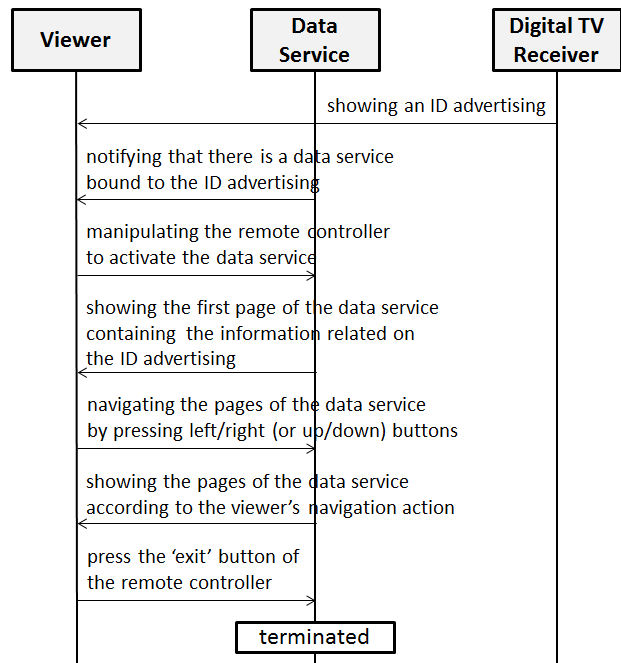 Viewer
Data
Service
Digital TV
Receiver
showing an ID advertising
notifying that there is a data service
bound to the ID advertising
manipulating the remote controller
to activate the data service
showing the first page of the data service
containing  the information related on
the ID advertising
navigating the pages of the data service
by pressing left/right (or up/down) buttons
showing the pages of the data service
according to the viewer’s navigation action
press the ‘exit’ button of
the remote controller
terminated